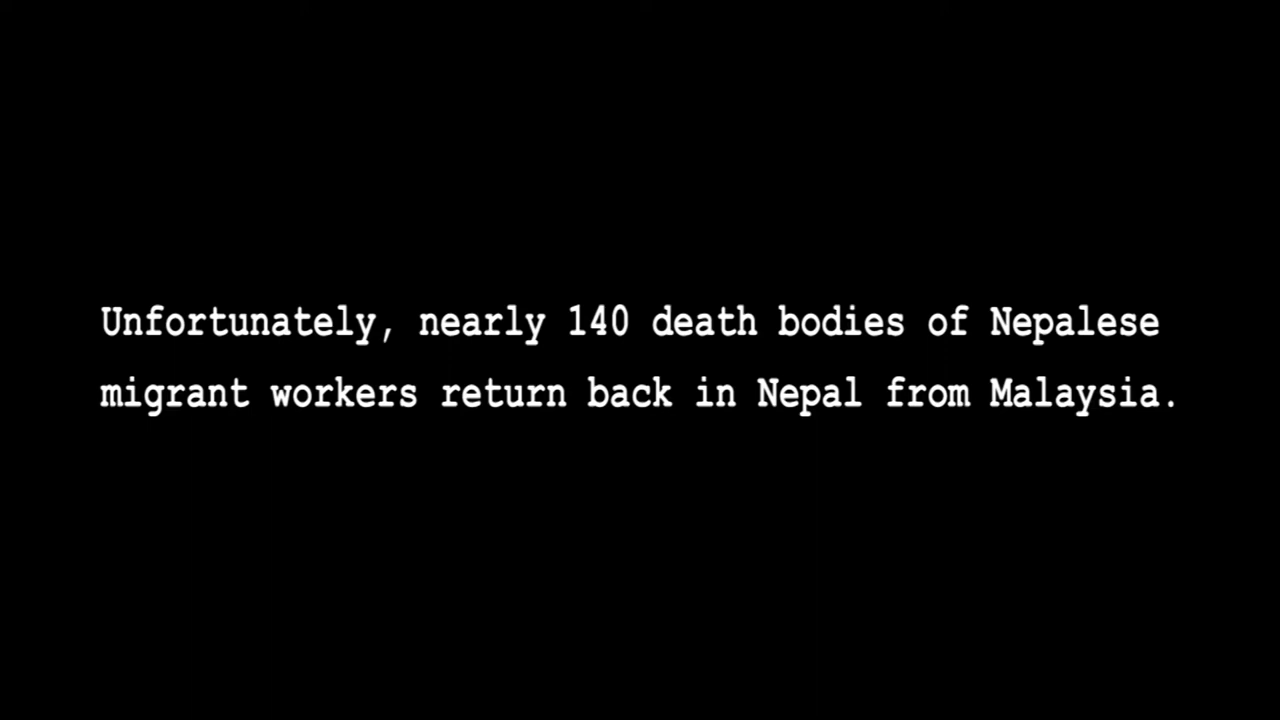 Unfortunately, nearly 140 death bodies of Nepalese
migrant workers return back in Nepal from Malaysia.